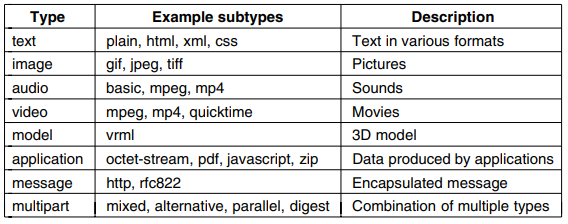 Type Example subtypes Description
text plain, html, xml, css Text in various formats
image gif, jpeg, tiff Pictures
audio basic, mpeg, mp4 Sounds
video mpeg, mp4, quicktime Movies
model vrml 3D model
application octet-stream, pdf, javascript, zip Data produced by applications
message http, rfc822 Encapsulated message
multipart mixed, alternative, parallel, digest Combination of multiple types